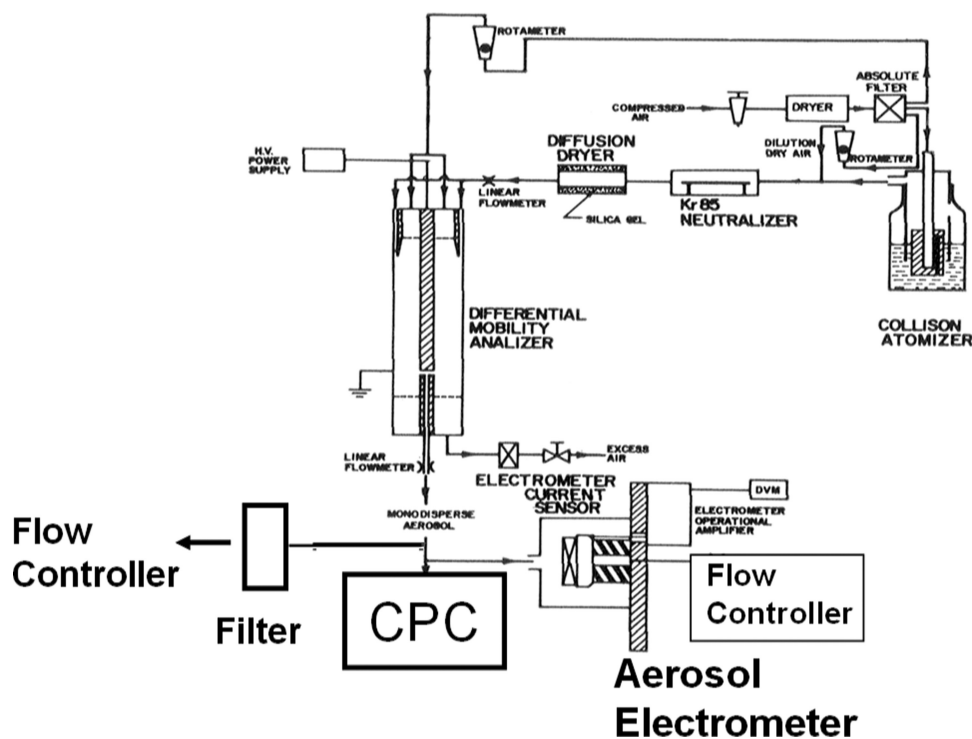 ROTAMETER
ABSOLUTE
FILTER
COMPRESSED
AIR
DRYER
DILUTION
DRY AIR
ROTAMETER
H.V.
POWER
SUPPLY
DIFFUSION
DRYER
LINEAR
FLOWMETER
SILICA GEL
Kr 85
NEUTRALIZER
COLLISON
ATOMIZER
DIFFERENTIAL
MOBILITY
ANALIZER
LINEAR
FLOWMETER
EXCESS
AIR
ELECTROMETER
CURRENT
SENSOR
DVM
ELECTROMETER
OPERATIONAL
AMPLIFIER
MONODISPERSE
AEROSOL
Flow
Controller
Filter
CPC
Flow
Controller
Aerosol
Electrometer